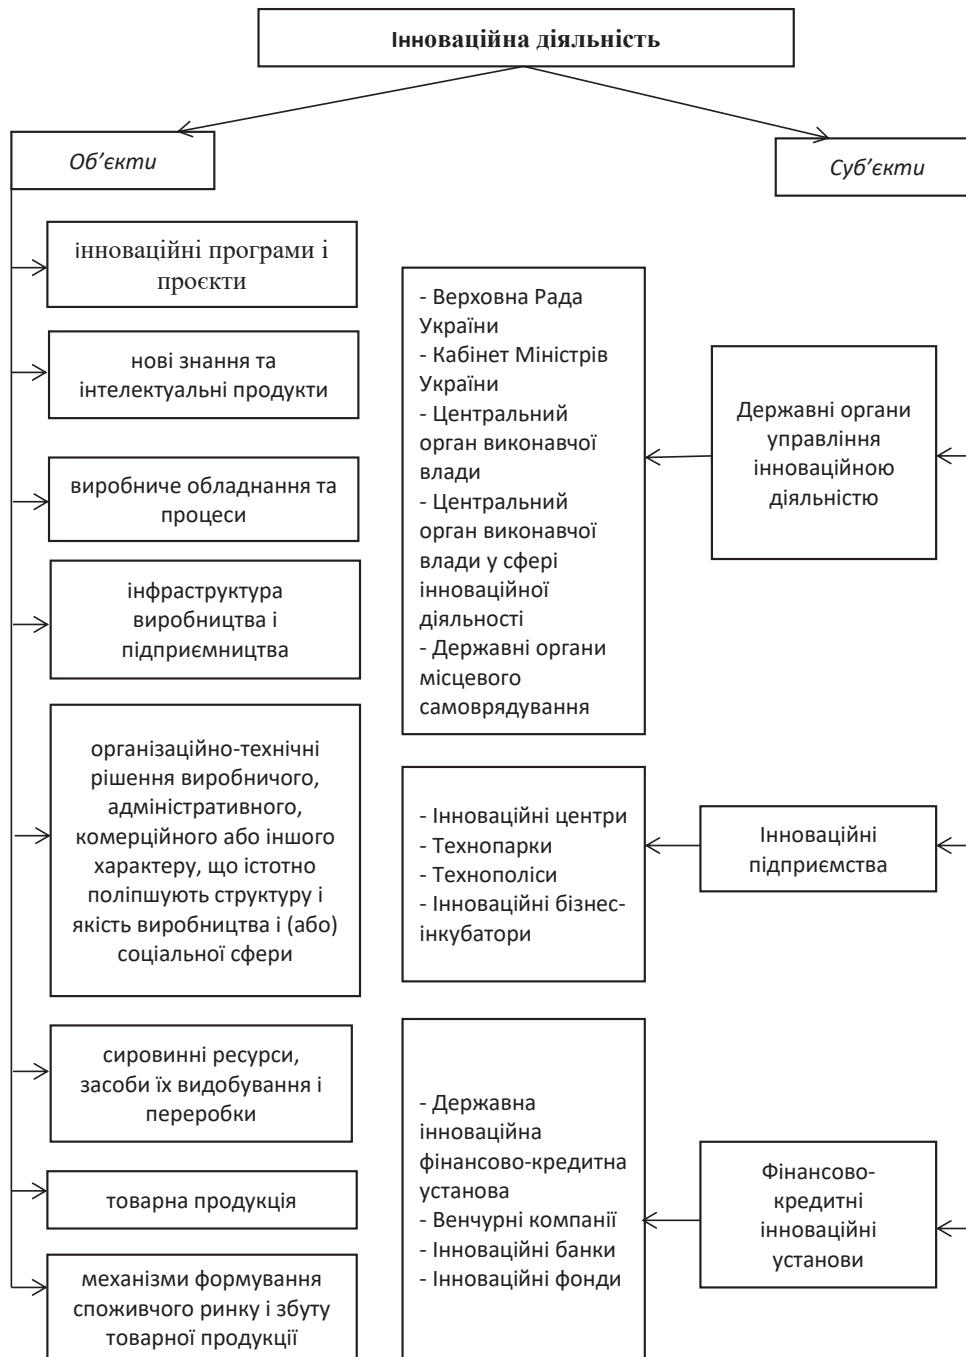 Інноваційна діяльність
Об’єкти
Суб’єкти
інноваційні програми і
проєкти
нові знання та
інтелектуальні продукти
виробниче обладнання та
процеси
інфраструктура
виробництва і
підприємництва
організаційно-технічні
рішення виробничого,
адміністративного,
комерційного або іншого
характеру, що істотно
поліпшують структуру і
якість виробництва і (або)
соціальної сфери
сировинні ресурси,
засоби їх видобування і
переробки
товарна продукція
механізми формування
споживчого ринку і збуту
товарної продукції
- Верховна Рада
України
- Кабінет Міністрів
України
- Центральний
орган виконавчої
влади
- Центральний
орган виконавчої
влади у сфері
інноваційної
діяльності
- Державні органи
місцевого
самоврядування
Державні органи
управління
інноваційною
діяльністю
- Інноваційні центри
- Технопарки
- Технополіси
- Інноваційні бізнес-
інкубатори
Інноваційні
підприємства
- Державна
інноваційна
фінансово-кредитна
установа
- Венчурні компанії
- Інноваційні банки
- Інноваційні фонди
Фінансово-
кредитні
інноваційні
установи